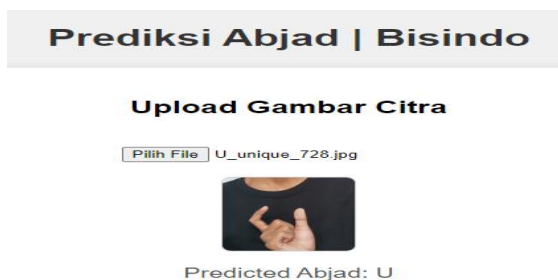 Prediksi Abjad | Bisindo
Upload Gambar Citra
Pilih File U_unique_728.jpg
Predicted Abjad: U